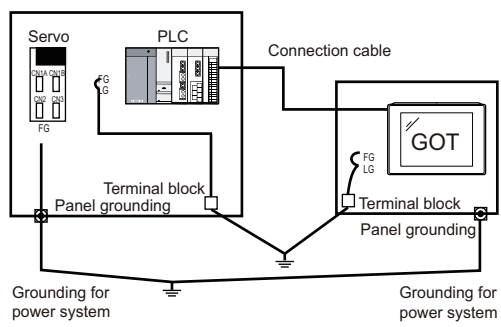 Servo
PLC
Connection cable
CN1A CN1B
CN2 CN3
FG
FG
LG
GOT
FG
LG
Terminal block
Panel grounding
Terminal block
Panel grounding
Grounding for
power system
Grounding for
power system